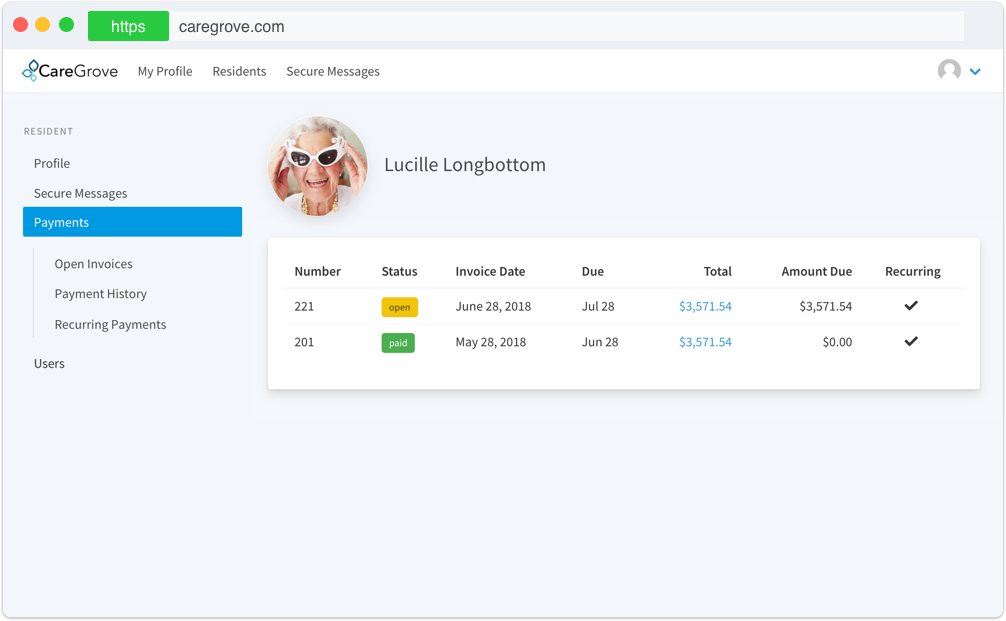 https caregrove.com
CareGrove My Profile Residents Secure Messages
RESIDENT
Profile
Secure Messages
Payments
Open Invoices
Payment History
Recurring Payments
Users
Lucille Longbottom
Number Status Invoice Date Due Total Amount Due Recurring
221 open June 28, 2018 Jul 28 $3,571.54 $3,571.54
201 paid May 28, 2018 Jun 28 $3,571.54 $0.00